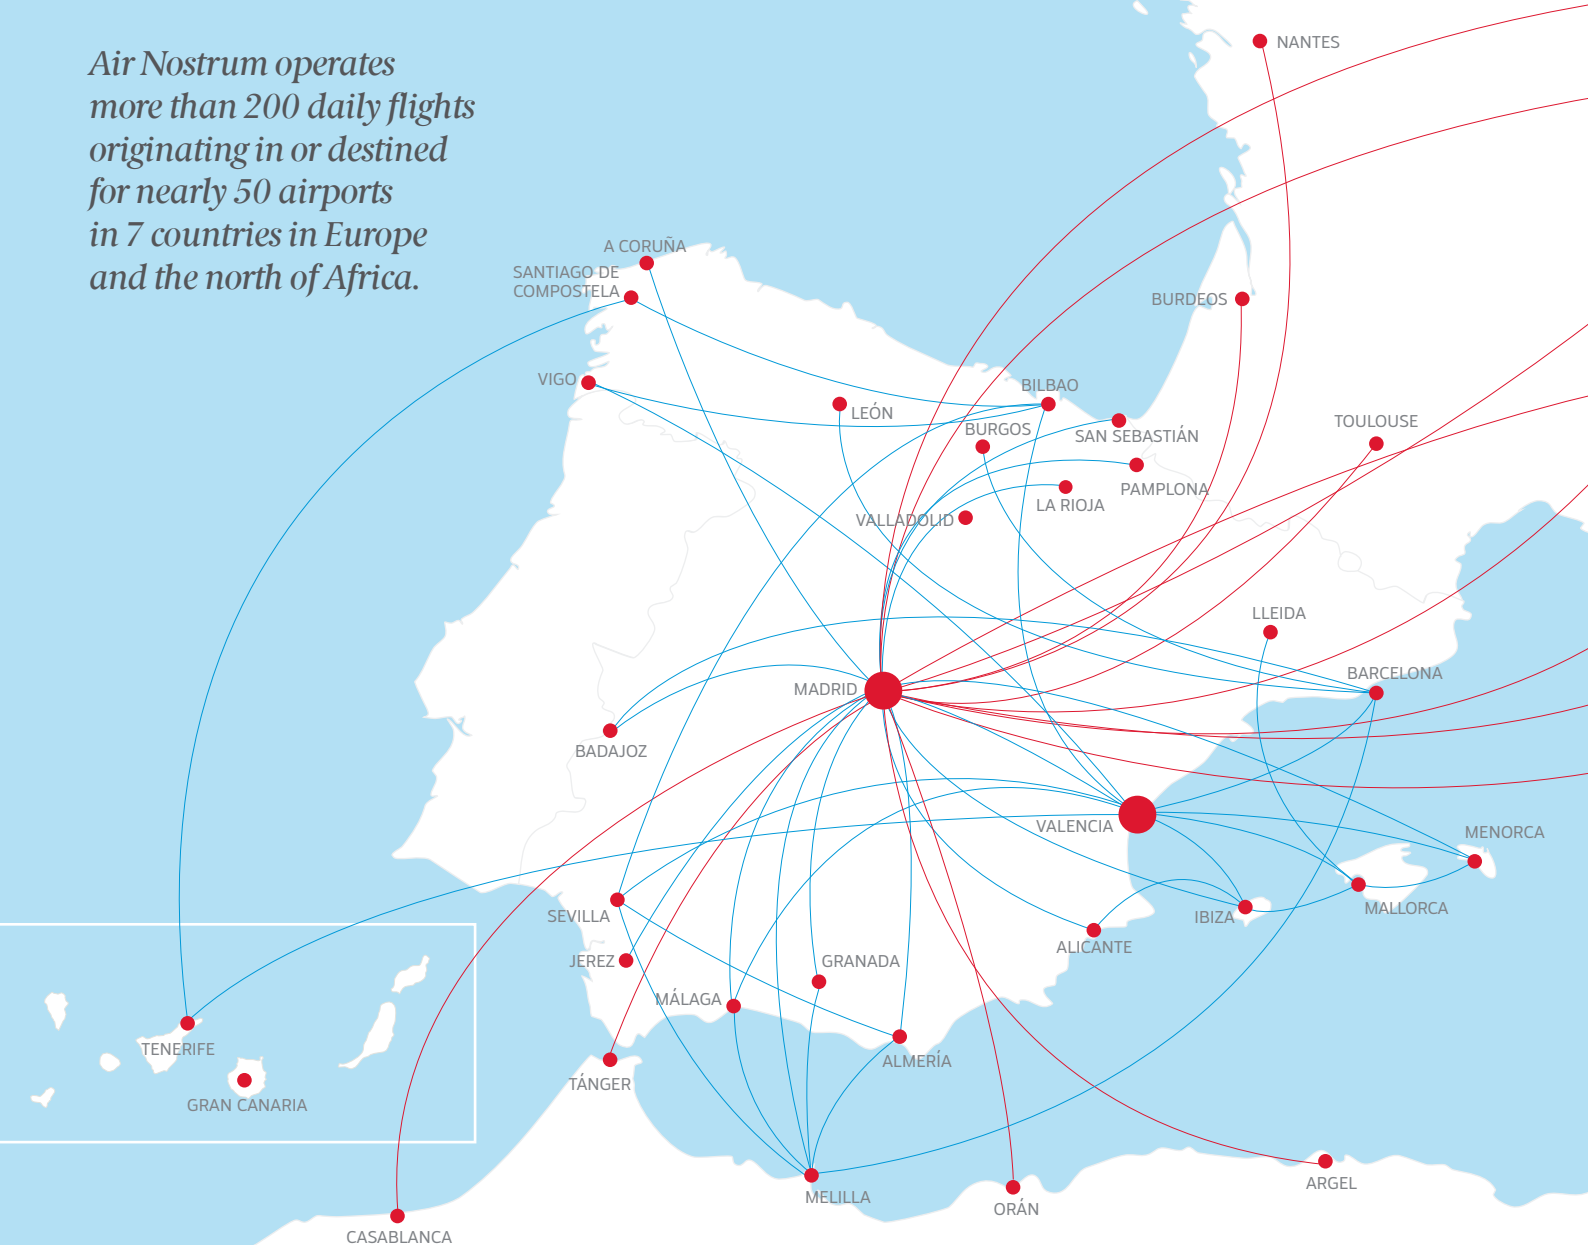 Air Nostrum operates
more than 200 daily flights
originating in or destined
for nearly 50 airports
in 7 countries in Europe
and the north of Africa.
NANTES
A CORUÑA
SANTIAGO DE
COMPOSTELA
BURDEOS
VIGO
BILBAO
LEÓN
TOULOUSE
BURGOS
SAN SEBASTIÁN
PAMPLONA
LA RIOJA
VALLADOLID
LLEIDA
BARCELONA
MADRID
BADAJOZ
VALENCIA
MENORCA
MALLORCA
SEVILLA
IBIZA
ALICANTE
JEREZ
GRANADA
MÁLAGA
TENERIFE
ALMERÍA
TÁNGER
GRAN CANARIA
ARGEL
MELILLA
ORÁN
CASABLANCA